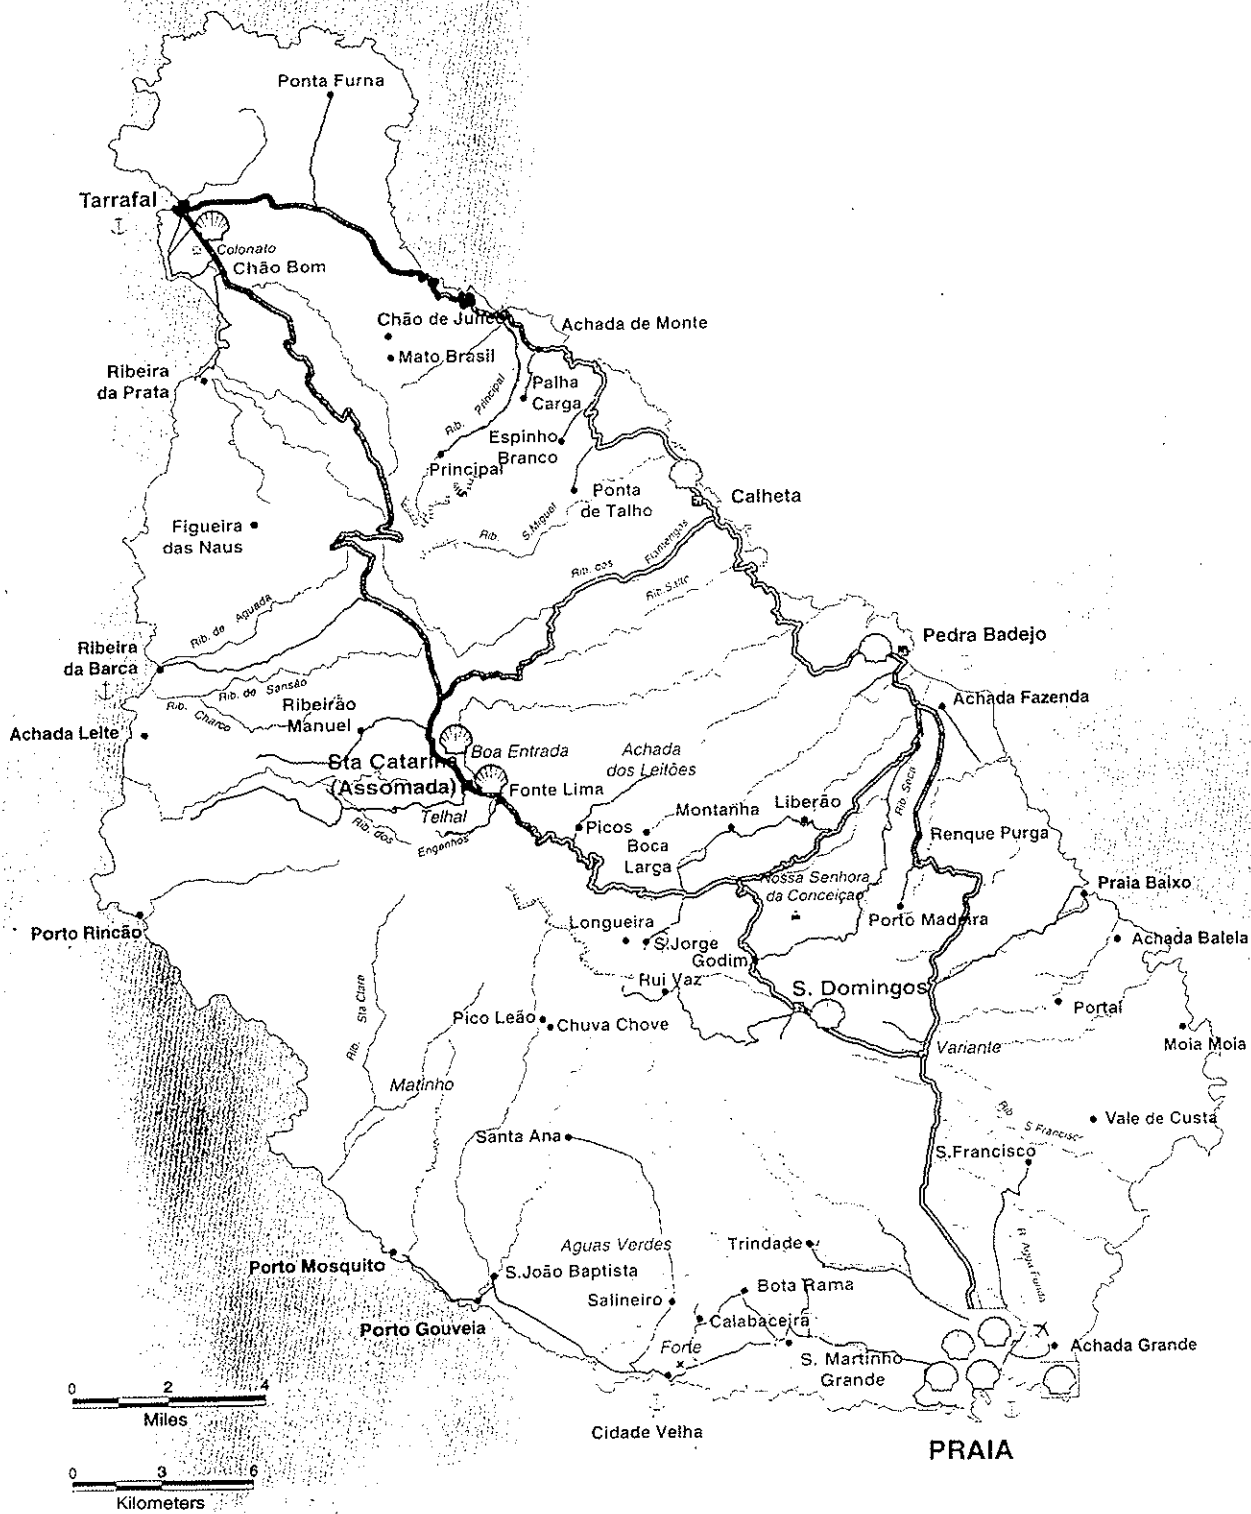 Ponta Furna
Tarrafal
Colonato
Chão Bom
Chão de Junco
Achada de Monte
Mato Brasil
Ribeira
da Prata
Palha
Carga
Rib. Principal
Espinho
Branco
Principal
Ponta
de Talho
Calheta
Rib. S.Miguel
Figueira
das Naus
Rib. cos Flamengos
Rib. de Aguada
Pedra Badejo
Ribeira
da Barca
Rib. de Sansão
Rib. Charco
Ribeirão
Manuel
Achada Fazenda
Achada Leite
Boa Entrada
Achada
dos Leitões
Sta Catarina
(Assomada)
Fonte Lima
Rib. Seca
Montanha
Liberão
Telhal
Rib. dos Engenhos
Picos
Boca
Larga
Renque Purga
Nossa Senhora
da Conceição
Praia Baixo
Porto Madeira
Porto Rincão
Longueira
S.Jorge
Godim
Achada Balela
Rui Vaz
S. Domingos
Rib. Sta Clara
Portal
Pico Leão
Chuva Chove
Variante
Moia Moia
Matinho
Rib S Francisc
Vale de Custa
Santa Ana
S.Francisco
R. Agua Funda
Aguas Verdes
Trindade
Porto Mosquito
S.João Baptista
Bota Rama
Salineiro
Calabaceira
Porto Gouveia
Forte
S. Martinho
Grande
Achada Grande
Cidade Velha
PRAIA
0 2 4
Miles
0 3 6
Kilometers